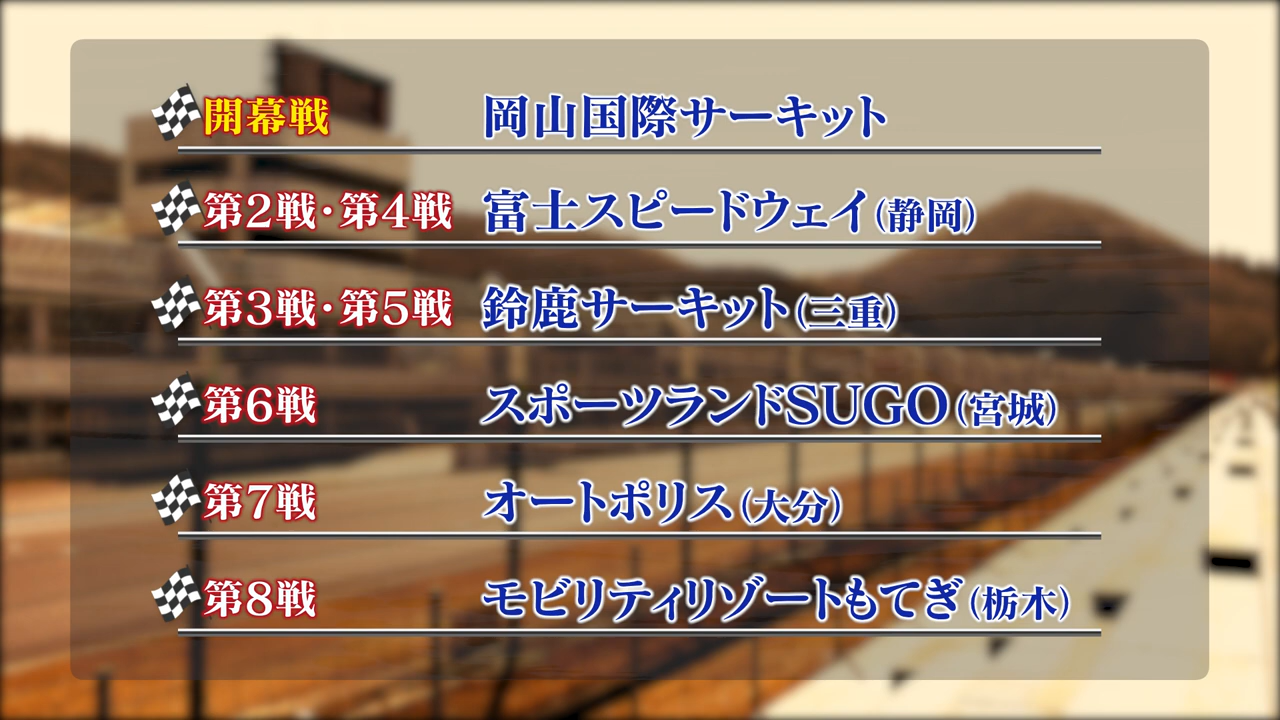 開幕戦 岡山国際サーキット
第2戦・第4戦 富士スピードウェイ(静岡)
第3戦・第5戦 鈴鹿サーキット(三重)
第6戦 スポーツランドSUGO(宮城)
第7戦 オートポリス(大分)
第8戦 モビリティリゾートもてぎ(栃木)